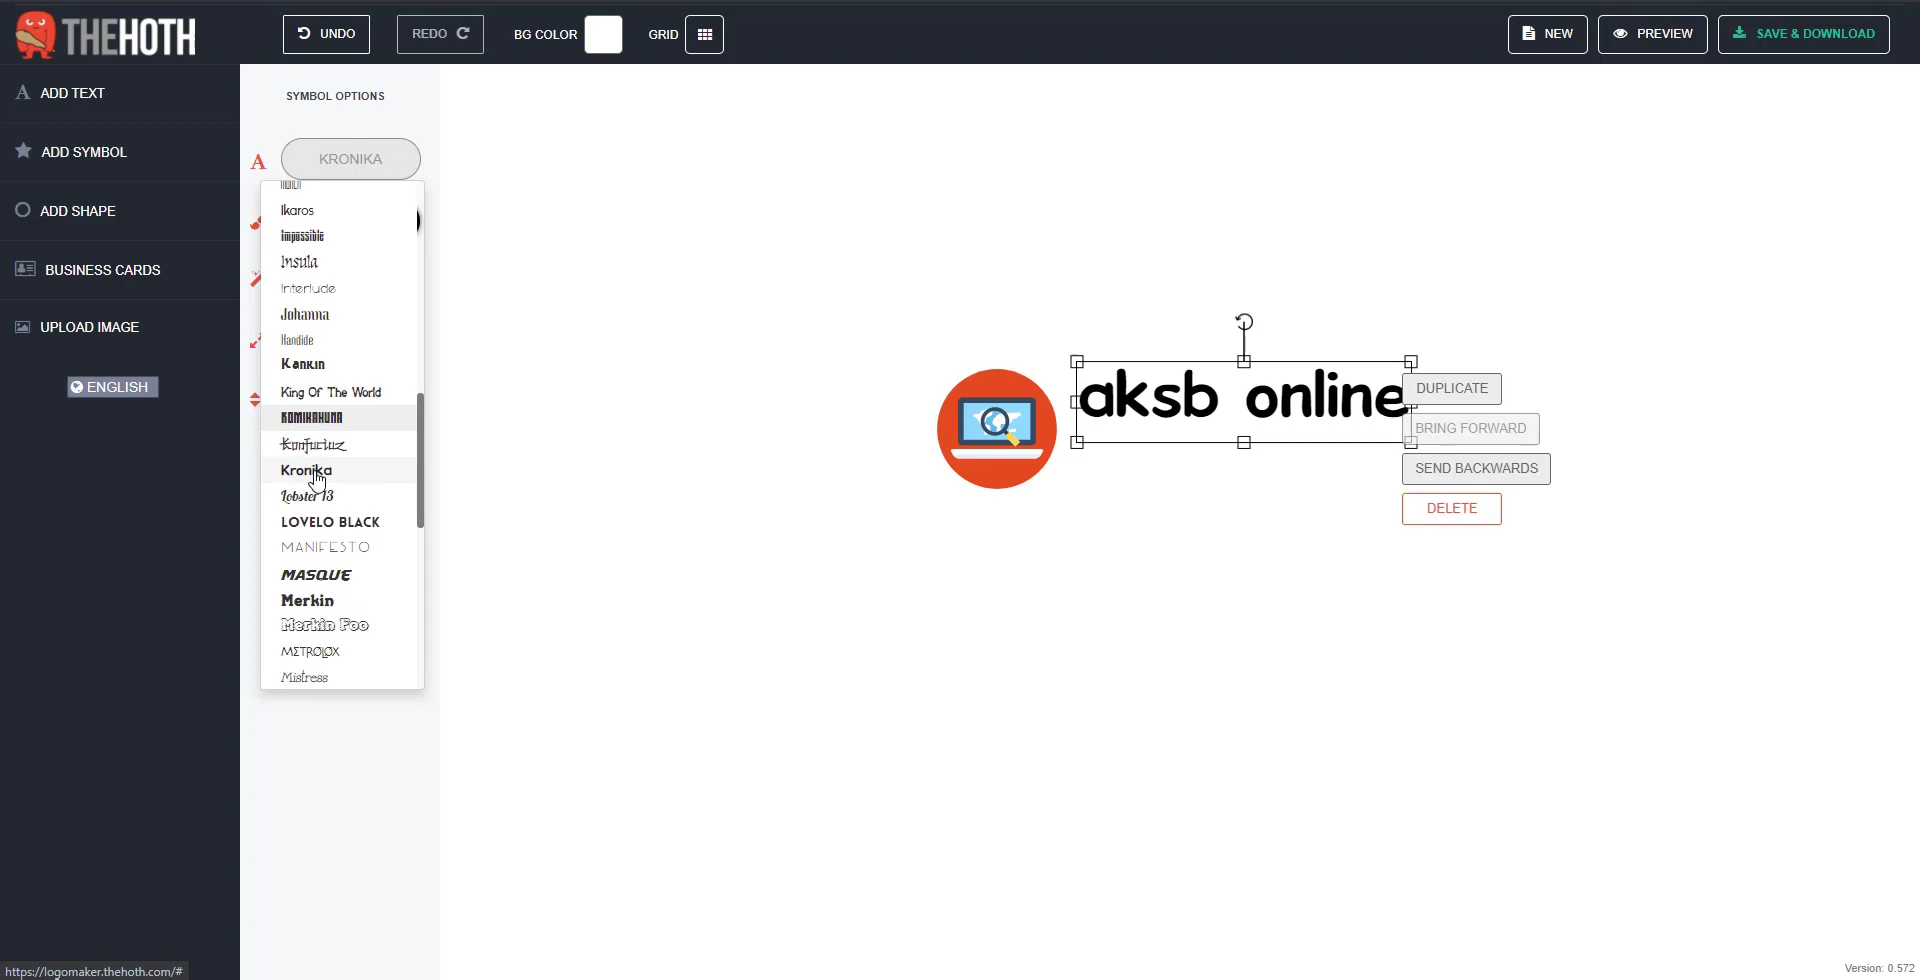 THEHOTH
UNDO
REDO
BG COLOR
GRID
NEW
PREVIEW
SAVE & DOWNLOAD
ADD TEXT
ADD SYMBOL
ADD SHAPE
BUSINESS CARDS
UPLOAD IMAGE
ENGLISH
SYMBOL OPTIONS
A
KRONIKA
Ikaros
Impossible
Insula
Interlude
Johanna
Kandide
Kankin
King Of The World
KOMIKAHUNA
Konfuciuz
Kronika
Lobster 13
LOVELO BLACK
MANIFESTO
MASQUE
Merkin
Merkin Foo
METROLOX
Mistress
aksb online
DUPLICATE
BRING FORWARD
SEND BACKWARDS
DELETE
https://logomaker.thehoth.com/#
Version: 0.572